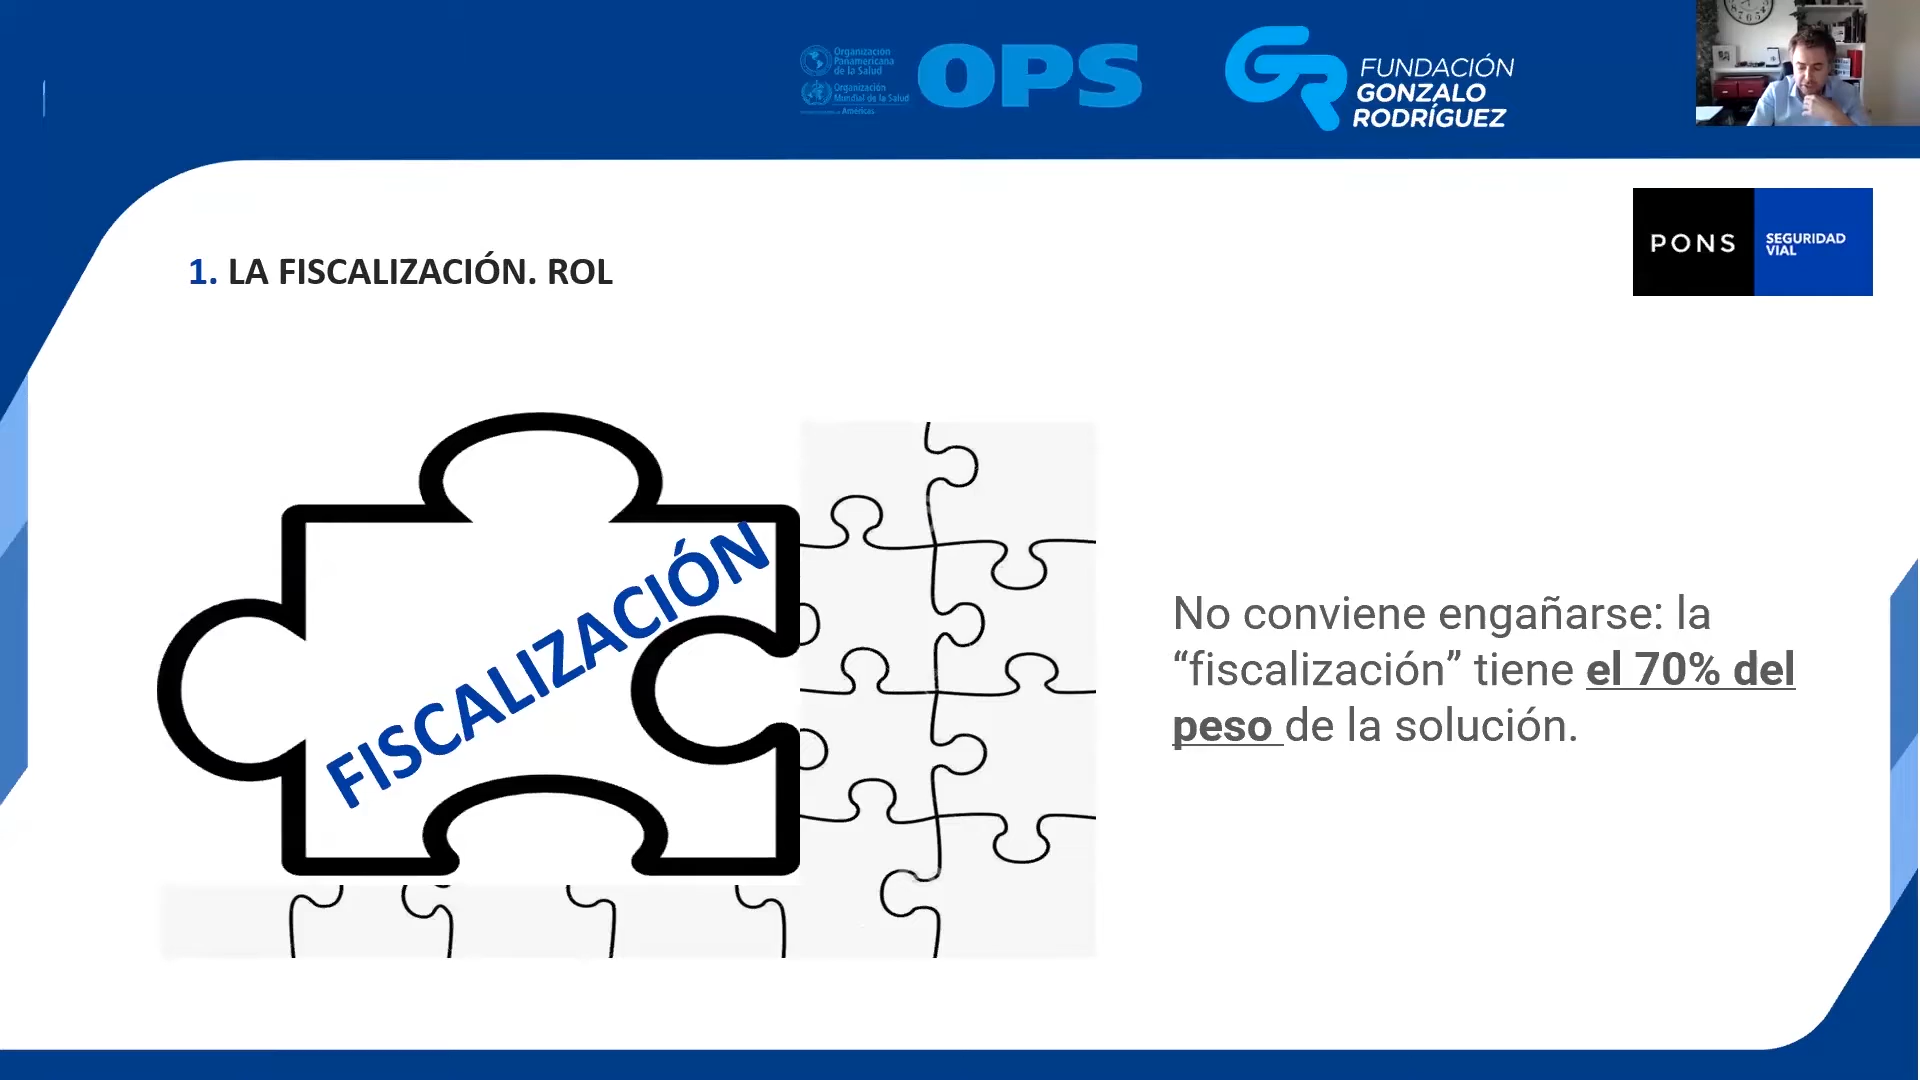 Organización
Panamericana
de la Salud
Organización
Mundial de la Salud
Américas
OPS
FUNDACIÓN
GONZALO
RODRÍGUEZ
PONS
SEGURIDAD
VIAL
1. LA FISCALIZACIÓN. ROL
FISCALIZACIÓN
No conviene engañarse: la
“fiscalización” tiene el 70% del
peso de la solución.